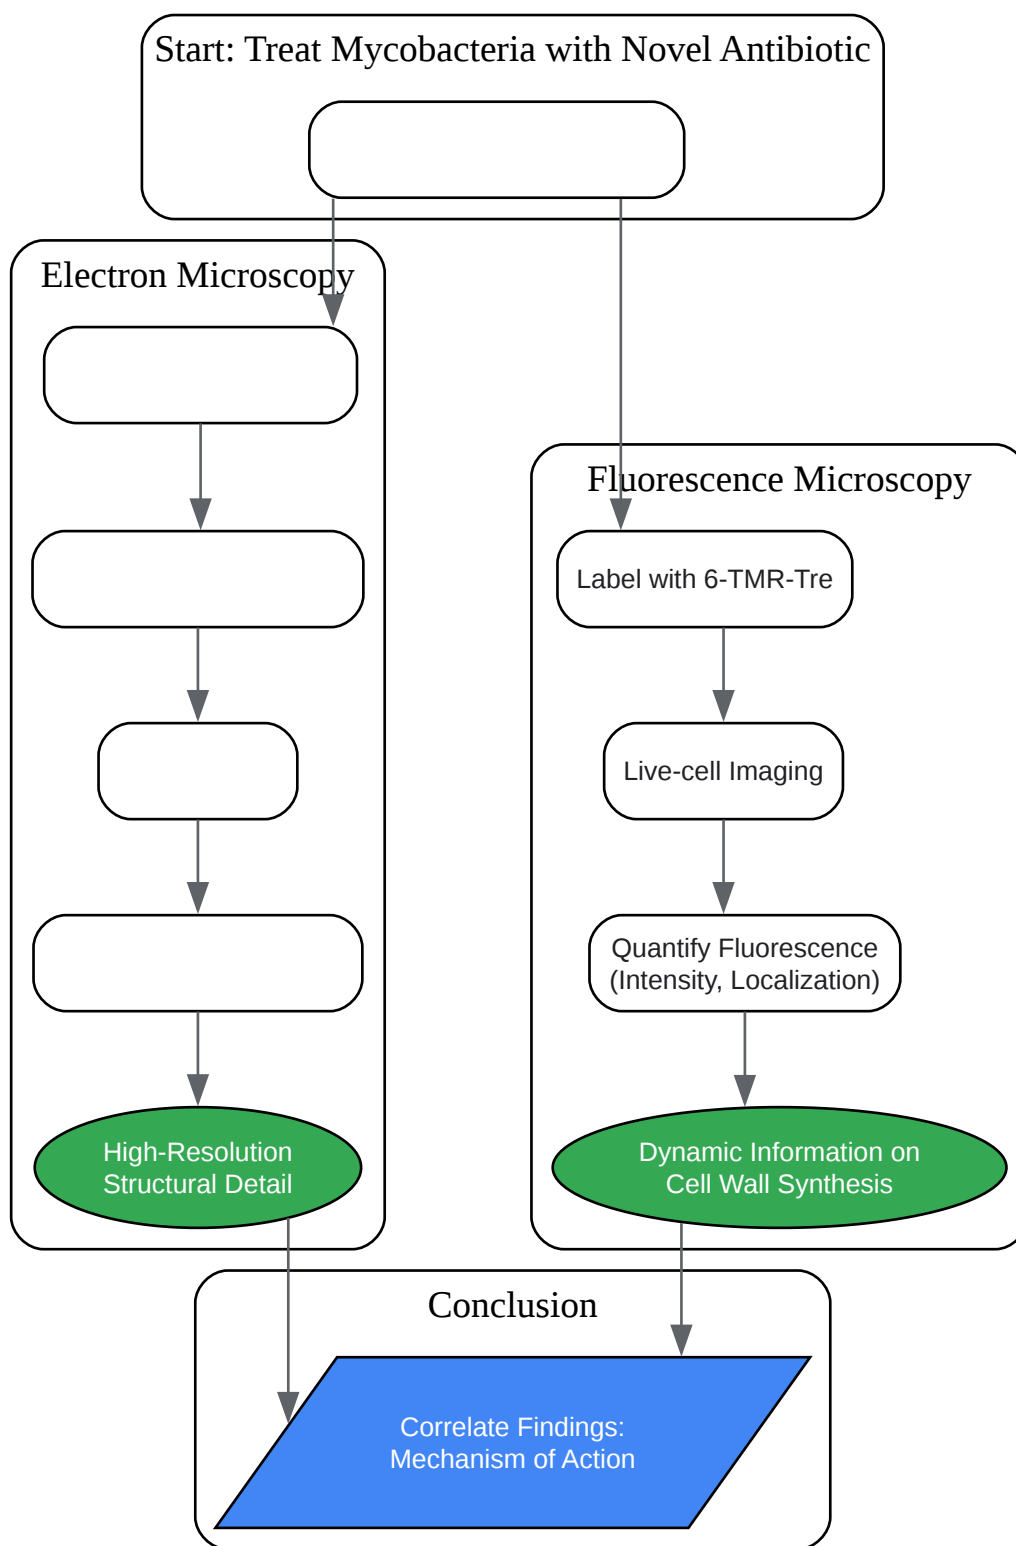 Start: Treat Mycobacteria with Novel Antibiotic
Electron Microscopy
Fluorescence Microscopy
Label with 6-TMR-Tre
Live-cell Imaging
Quantify Fluorescence
(Intensity, Localization)
High-Resolution
Structural Detail
Dynamic Information on
Cell Wall Synthesis
Conclusion
Correlate Findings:
Mechanism of Action